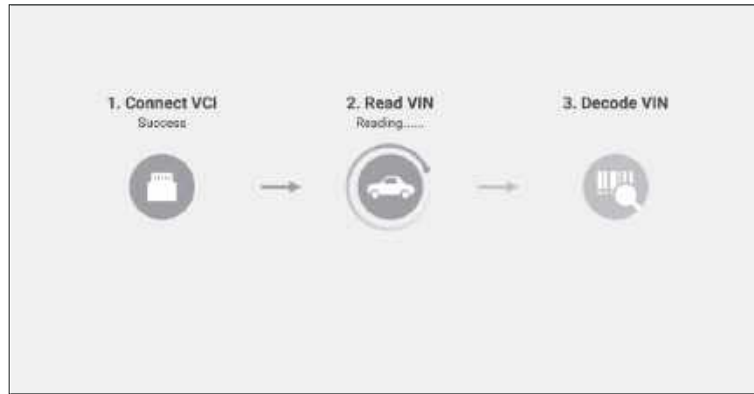 1. Connect VCI
Success
2. Read VIN
Reading......
3. Decode VIN